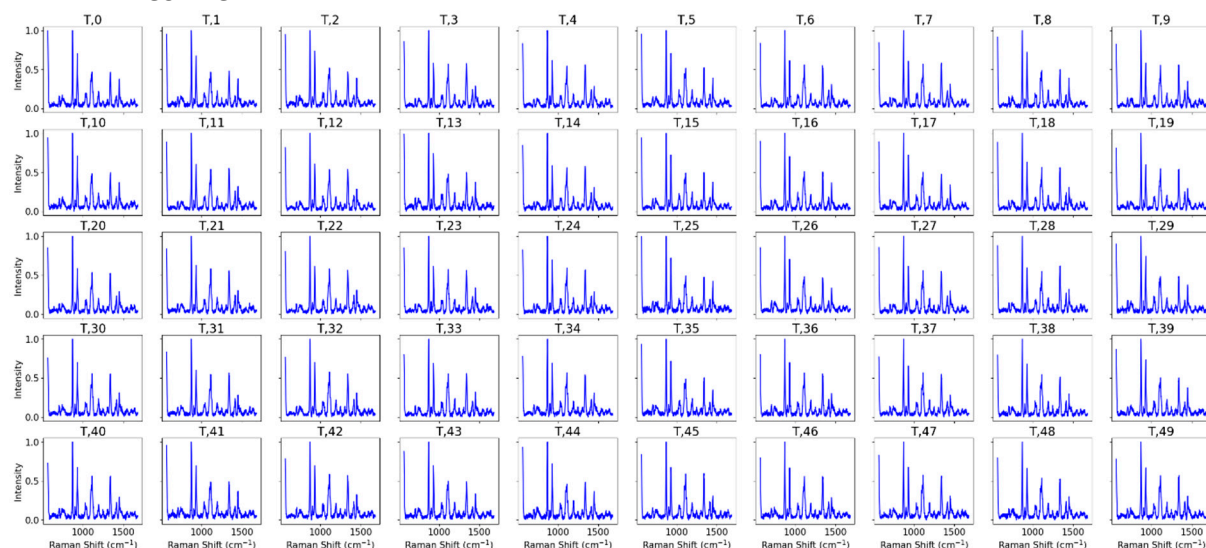 T,0 T,1 T,2 T,3 T,4 T,5 T,6 T,7 T,8 T,9
1.0
Intensity
0.5
0.0
T,10 T,11 T,12 T,13 T,14 T,15 T,16 T,17 T,18 T,19
1.0
Intensity
0.5
0.0
T,20 T,21 T,22 T,23 T,24 T,25 T,26 T,27 T,28 T,29
1.0
Intensity
0.5
0.0
T,30 T,31 T,32 T,33 T,34 T,35 T,36 T,37 T,38 T,39
1.0
Intensity
0.5
0.0
T,40 T,41 T,42 T,43 T,44 T,45 T,46 T,47 T,48 T,49
1.0
Intensity
0.5
0.0
1000 1500 1000 1500 1000 1500 1000 1500 1000 1500 1000 1500 1000 1500 1000 1500 1000 1500 1000 1500
Raman Shift (cm⁻¹) Raman Shift (cm⁻¹) Raman Shift (cm⁻¹) Raman Shift (cm⁻¹) Raman Shift (cm⁻¹) Raman Shift (cm⁻¹) Raman Shift (cm⁻¹) Raman Shift (cm⁻¹) Raman Shift (cm⁻¹) Raman Shift (cm⁻¹)